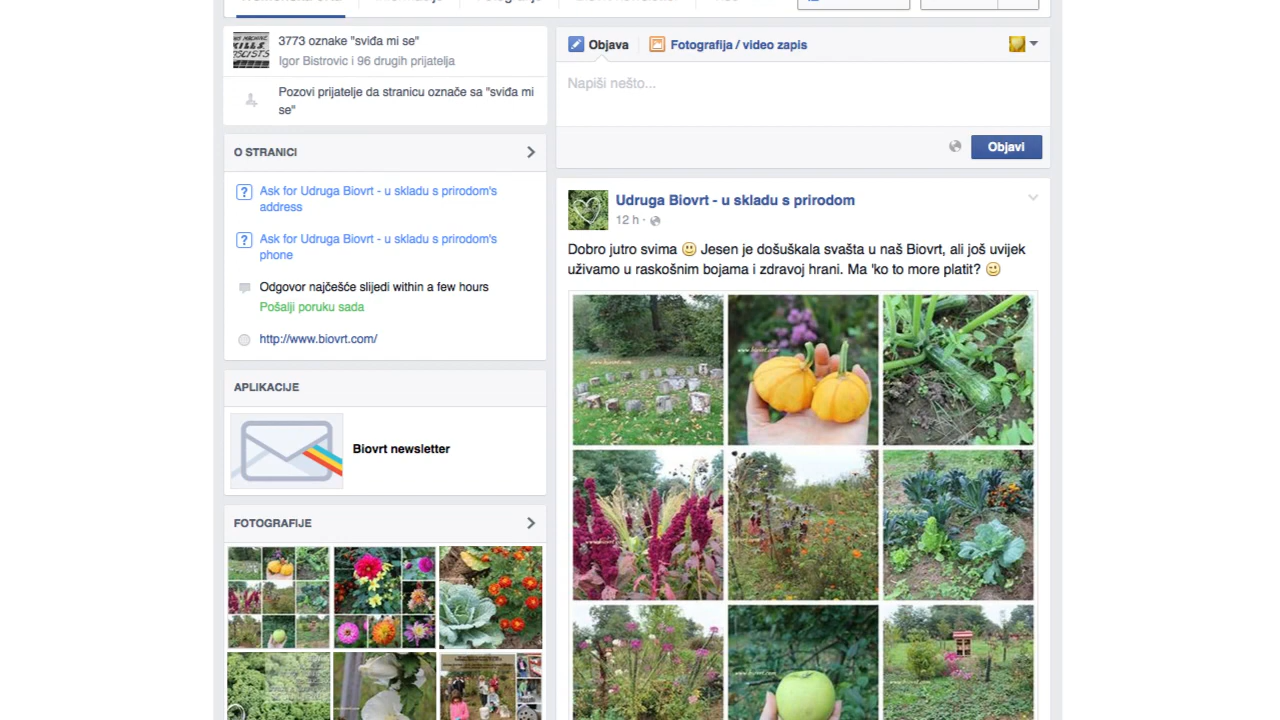 3773 oznake "sviđa mi se"
Igor Bistrovic i 96 drugih prijatelja
Pozovi prijatelje da stranicu označe sa "sviđa mi
se"
O STRANICI
Ask for Udruga Biovrt - u skladu s prirodom's
address
Ask for Udruga Biovrt - u skladu s prirodom's
phone
Odgovor najčešće slijedi within a few hours
Pošalji poruku sada
http://www.biovrt.com/
APLIKACIJE
Biovrt newsletter
FOTOGRAFIJE
Objava
Fotografija / video zapis
Napiši nešto...
Objavi
Udruga Biovrt - u skladu s prirodom
12 h ·
Dobro jutro svima Jesen je došuškala svašta u naš Biovrt, ali još uvijek
uživamo u raskošnim bojama i zdravoj hrani. Ma 'ko to more platit?
www.biovrt.com